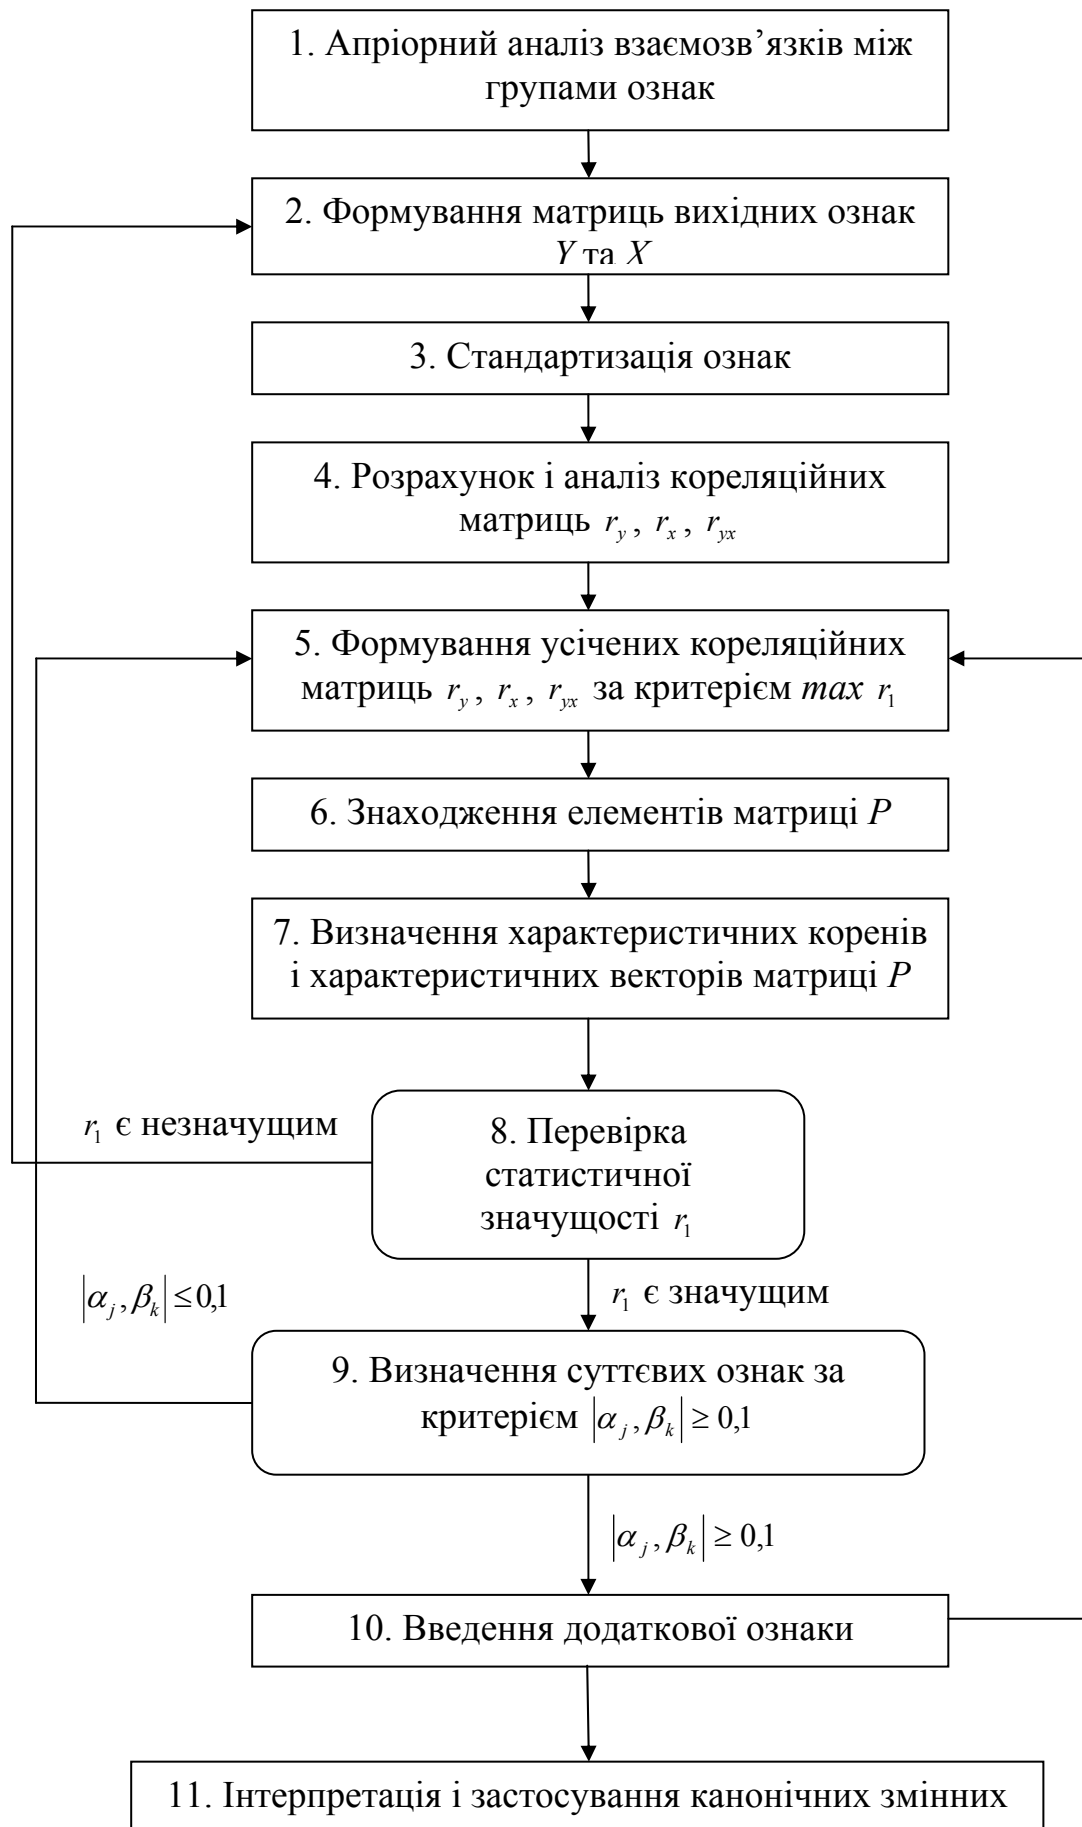 1. Апріорний аналіз взаємозв’язків між
групами ознак
2. Формування матриць вихідних ознак
Y та X
3. Стандартизація ознак
4. Розрахунок і аналіз кореляційних
матриць r_y , r_x , r_yx
5. Формування усічених кореляційних
матриць r_y , r_x , r_yx за критерієм max r_1
6. Знаходження елементів матриці P
7. Визначення характеристичних коренів
і характеристичних векторів матриці P
r_1 є незначущим
8. Перевірка
статистичної
значущості r_1
|α_j , β_k| ≤ 0,1
r_1 є значущим
9. Визначення суттєвих ознак за
критерієм |α_j , β_k| ≥ 0,1
|α_j , β_k| ≥ 0,1
10. Введення додаткової ознаки
11. Інтерпретація і застосування канонічних змінних